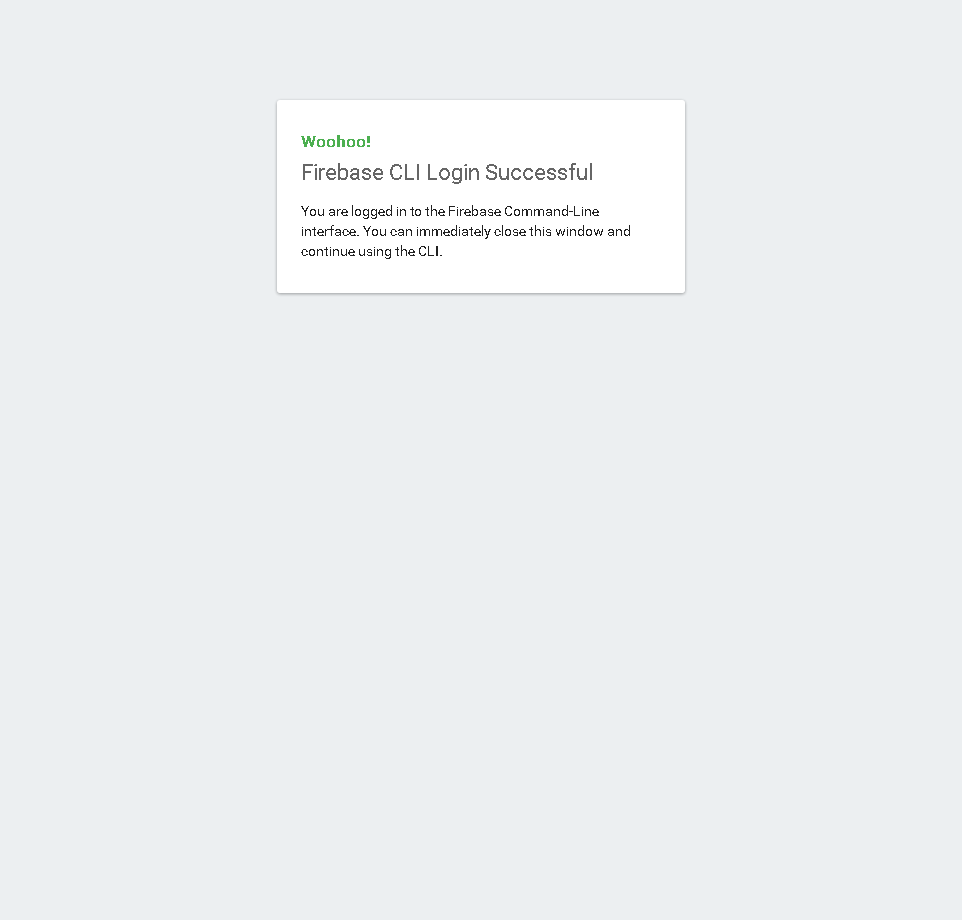 Woohoo!
Firebase CLI Login Successful
You are logged in to the Firebase Command-Line
interface. You can immediately close this window and
continue using the CLI.